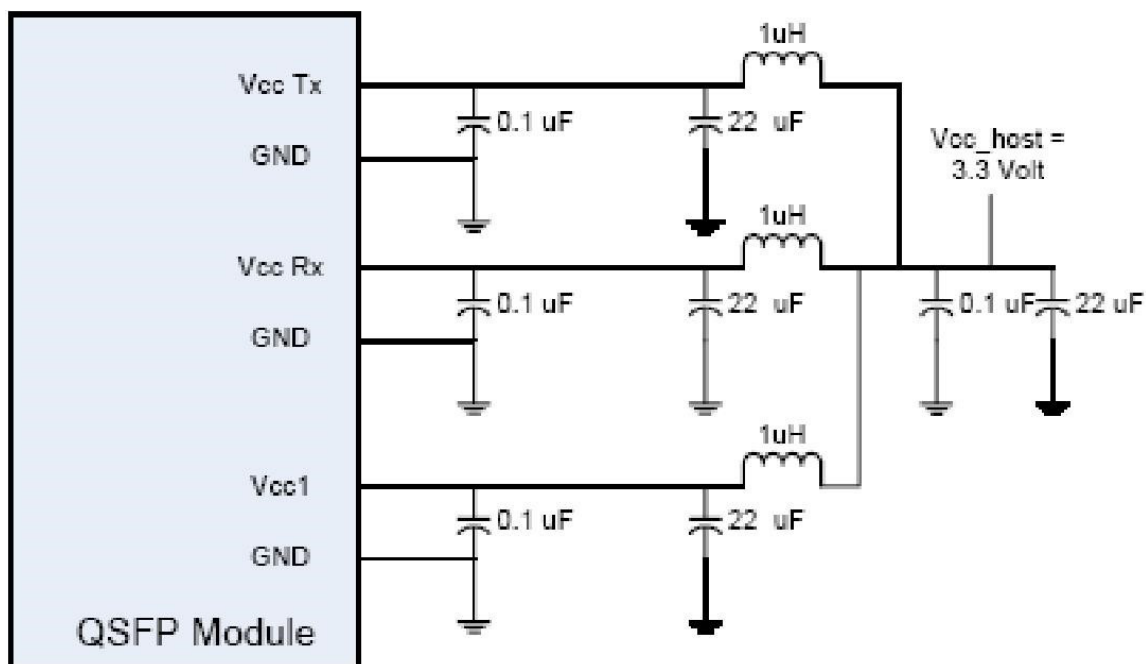 1uH
Vcc Tx
0.1 uF
22 uF
GND
Vcc_host =
3.3 Volt
1uH
Vcc Rx
0.1 uF
22 uF
0.1 uF
22 uF
GND
1uH
Vcc1
0.1 uF
22 uF
GND
QSFP Module